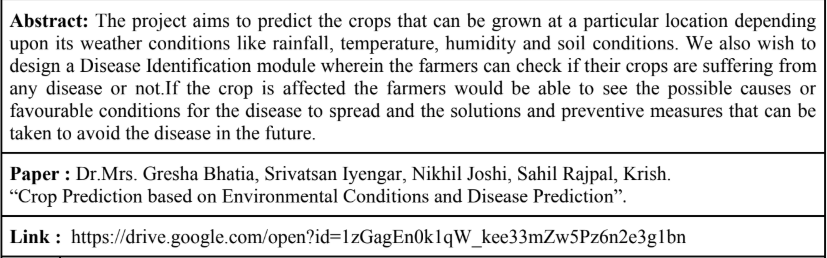 Abstract: The project aims to predict the crops that can be grown at a particular location depending
upon its weather conditions like rainfall, temperature, humidity and soil conditions. We also wish to
design a Disease Identification module wherein the farmers can check if their crops are suffering from
any disease or not.If the crop is affected the farmers would be able to see the possible causes or
favourable conditions for the disease to spread and the solutions and preventive measures that can be
taken to avoid the disease in the future.
Paper : Dr.Mrs. Gresha Bhatia, Srivatsan Iyengar, Nikhil Joshi, Sahil Rajpal, Krish.
“Crop Prediction based on Environmental Conditions and Disease Prediction”.
Link : https://drive.google.com/open?id=1zGagEn0k1qW_kee33mZw5Pz6n2e3g1bn